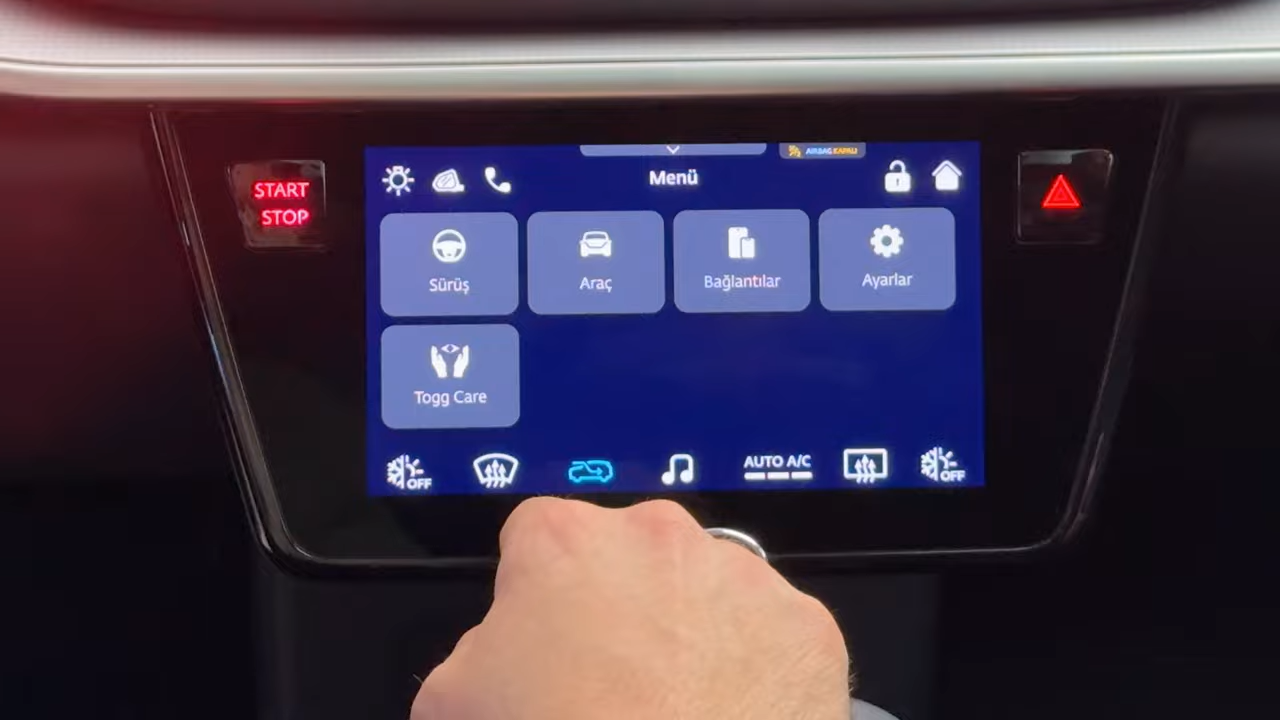 AIRBAG KAPALI
Menü
START
STOP
Sürüş
Araç
Bağlantılar
Ayarlar
Togg Care
OFF
AUTO A/C
OFF